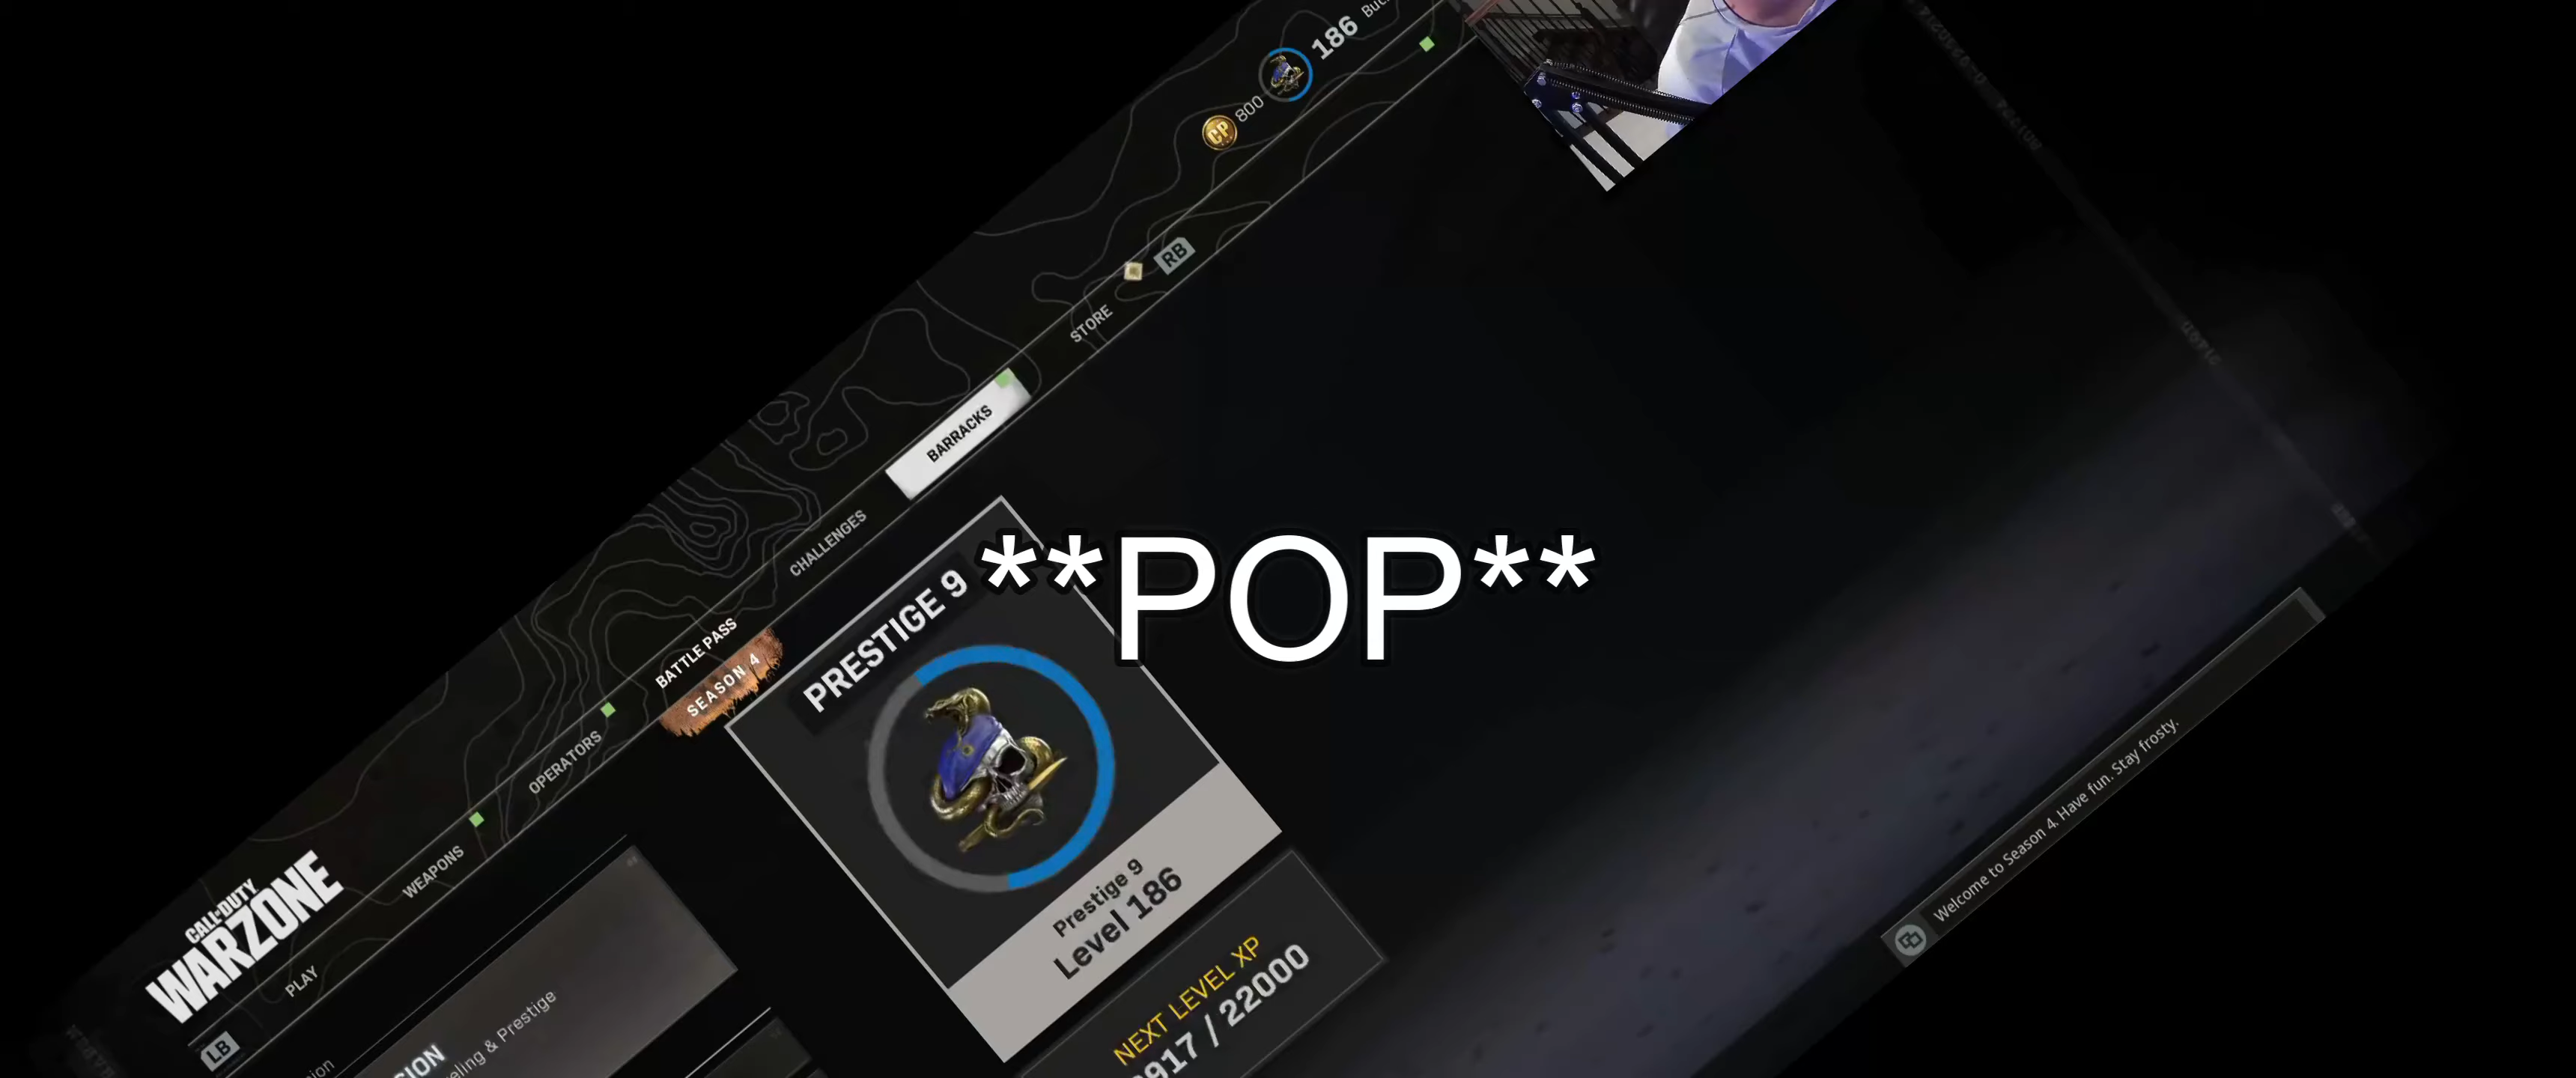 186
800
RB
STORE
BARRACKS
CHALLENGES
BATTLE PASS
SEASON 4
OPERATORS
WEAPONS
CALL OF DUTY
WARZONE
PLAY
LB
**POP**
PRESTIGE 9
Prestige 9
Level 186
NEXT LEVEL XP
917 / 22000
& Prestige
Welcome to Season 4. Have fun. Stay frosty.
CP